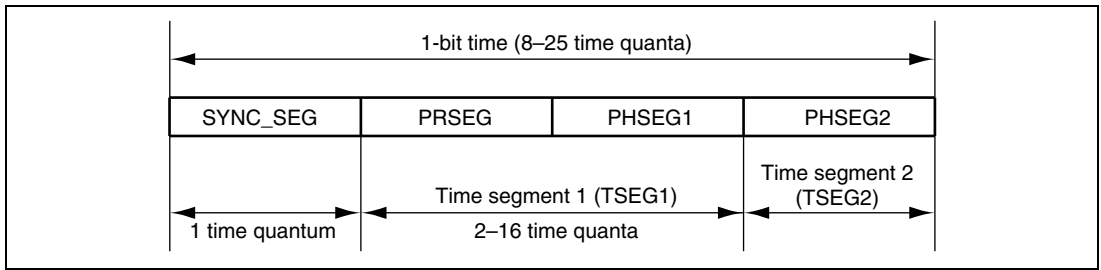 1-bit time (8–25 time quanta)
SYNC_SEG PRSEG PHSEG1 PHSEG2
Time segment 1 (TSEG1)
Time segment 2
(TSEG2)
1 time quantum
2–16 time quanta